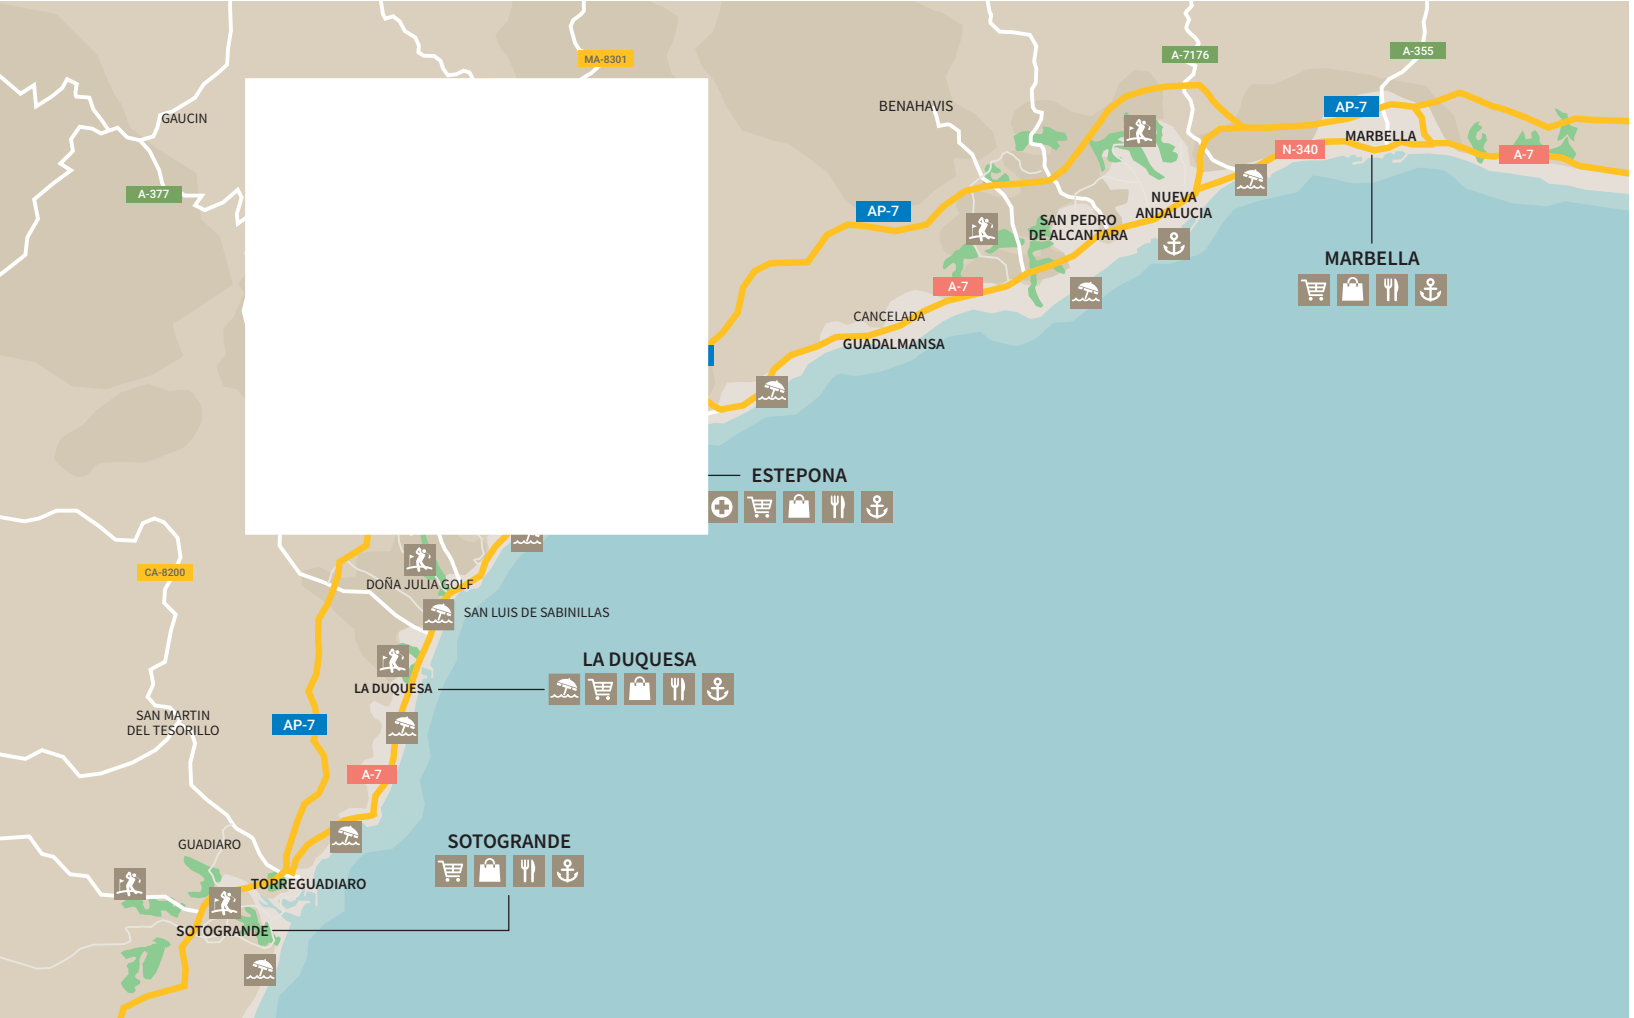 MA-8301
A-7176
A-355
BENAHAVIS
AP-7
GAUCIN
MARBELLA
N-340
A-7
A-377
NUEVA
ANDALUCIA
AP-7
SAN PEDRO
DE ALCANTARA
MARBELLA
A-7
CANCELADA
GUADALMANSA
ESTEPONA
CA-8200
DOÑA JULIA GOLF
SAN LUIS DE SABINILLAS
LA DUQUESA
LA DUQUESA
SAN MARTIN
DEL TESORILLO
AP-7
A-7
GUADIARO
SOTOGRANDE
TORREGUADIARO
SOTOGRANDE